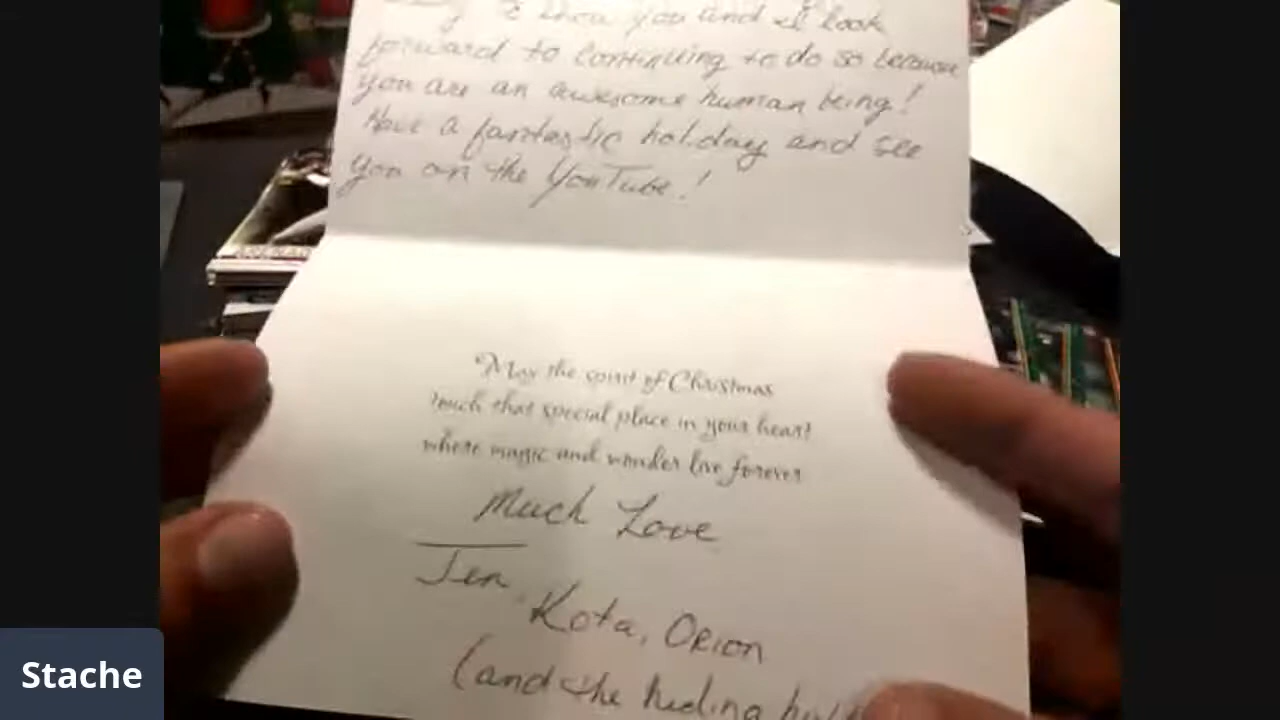 you and I look
forward to continuing to do so because
you are an awesome human being!
Have a fantastic holiday and see
you on the YouTube!
May the spirit of Christmas
touch that special place in your heart
where magic and wonder live forever
Much Love
Jen, Kota, Orion
(and the hiding
Stache